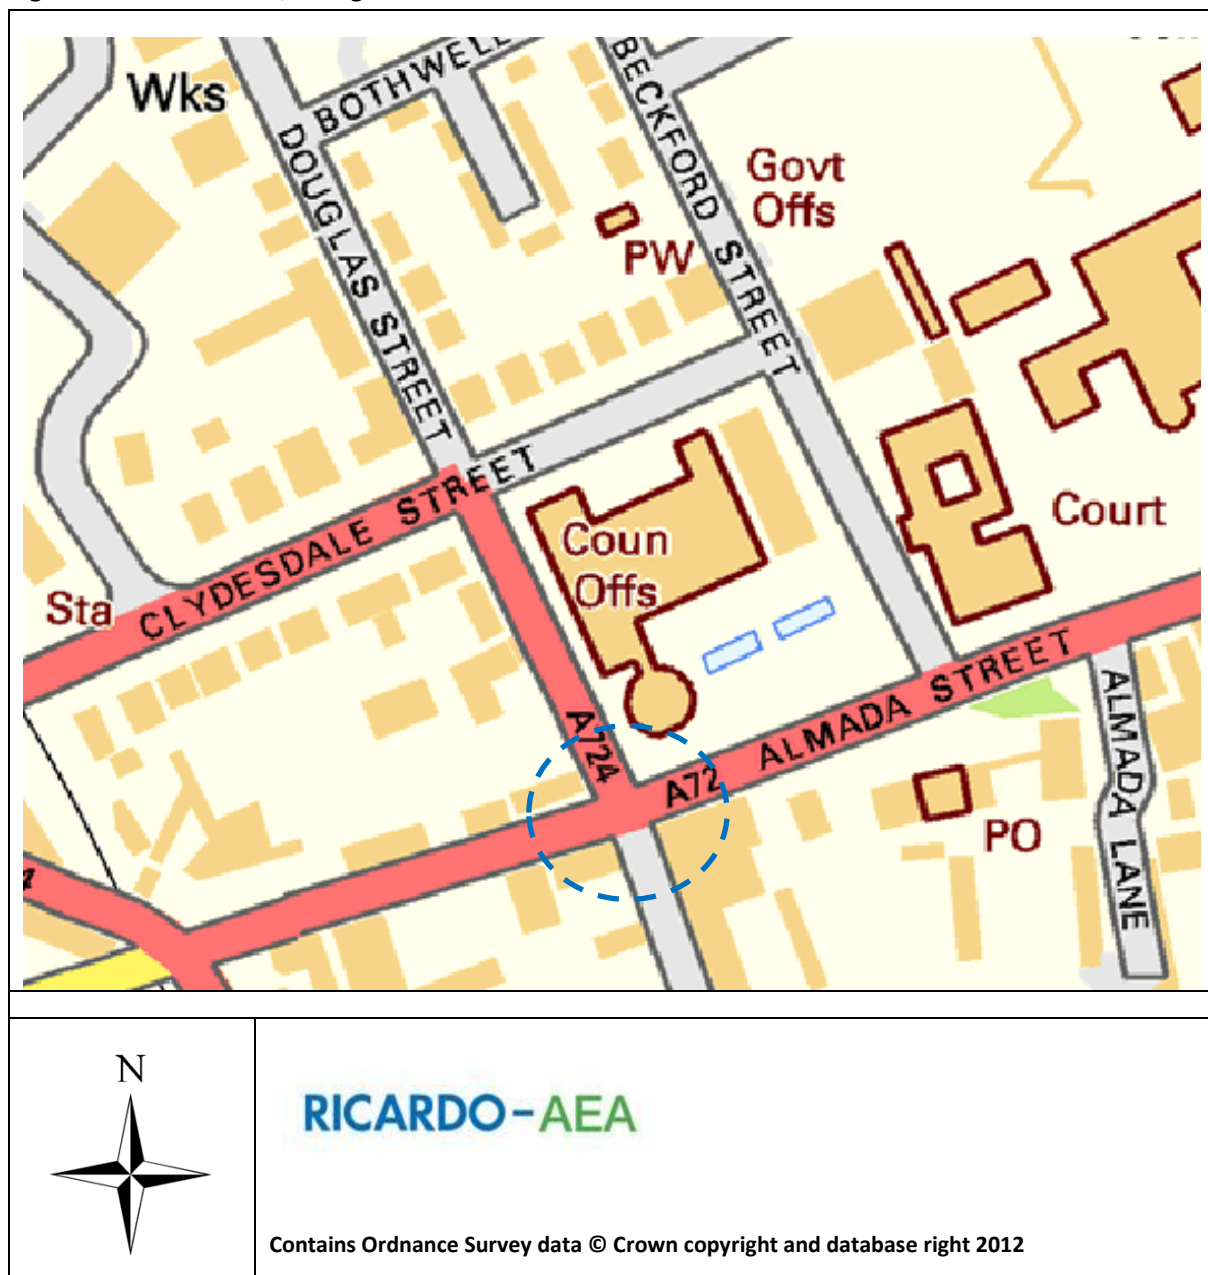 Wks
BOTHWELL
DOUGLAS STREET
BECKFORD STREET
Govt
Offs
PW
CLYDESDALE STREET
Coun
Offs
Court
Sta
A724
A72
ALMADA STREET
ALMADA LANE
PO
N
RICARDO-AEA
Contains Ordnance Survey data © Crown copyright and database right 2012